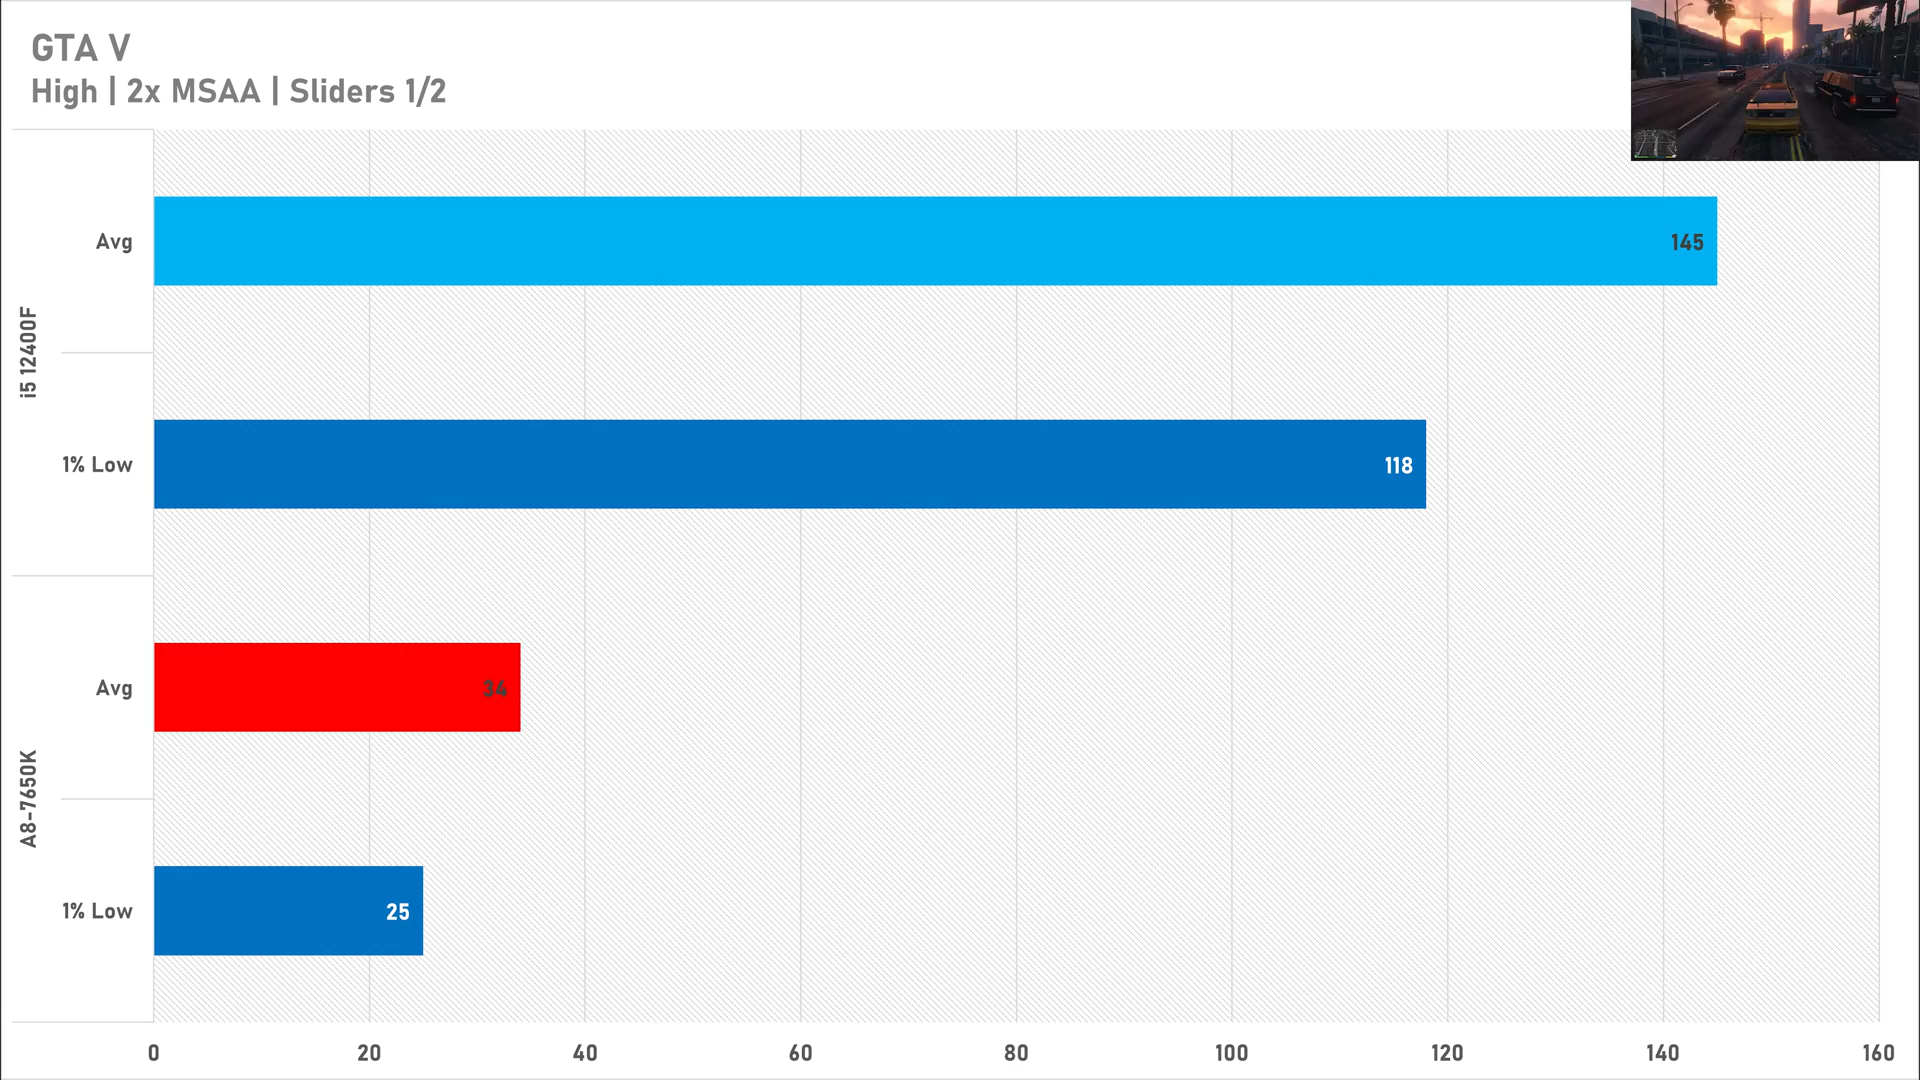 GTA V
High | 2x MSAA | Sliders 1/2
i5 12400F
Avg
145
1% Low
118
A8-7650K
Avg
34
1% Low
25
0 20 40 60 80 100 120 140 160